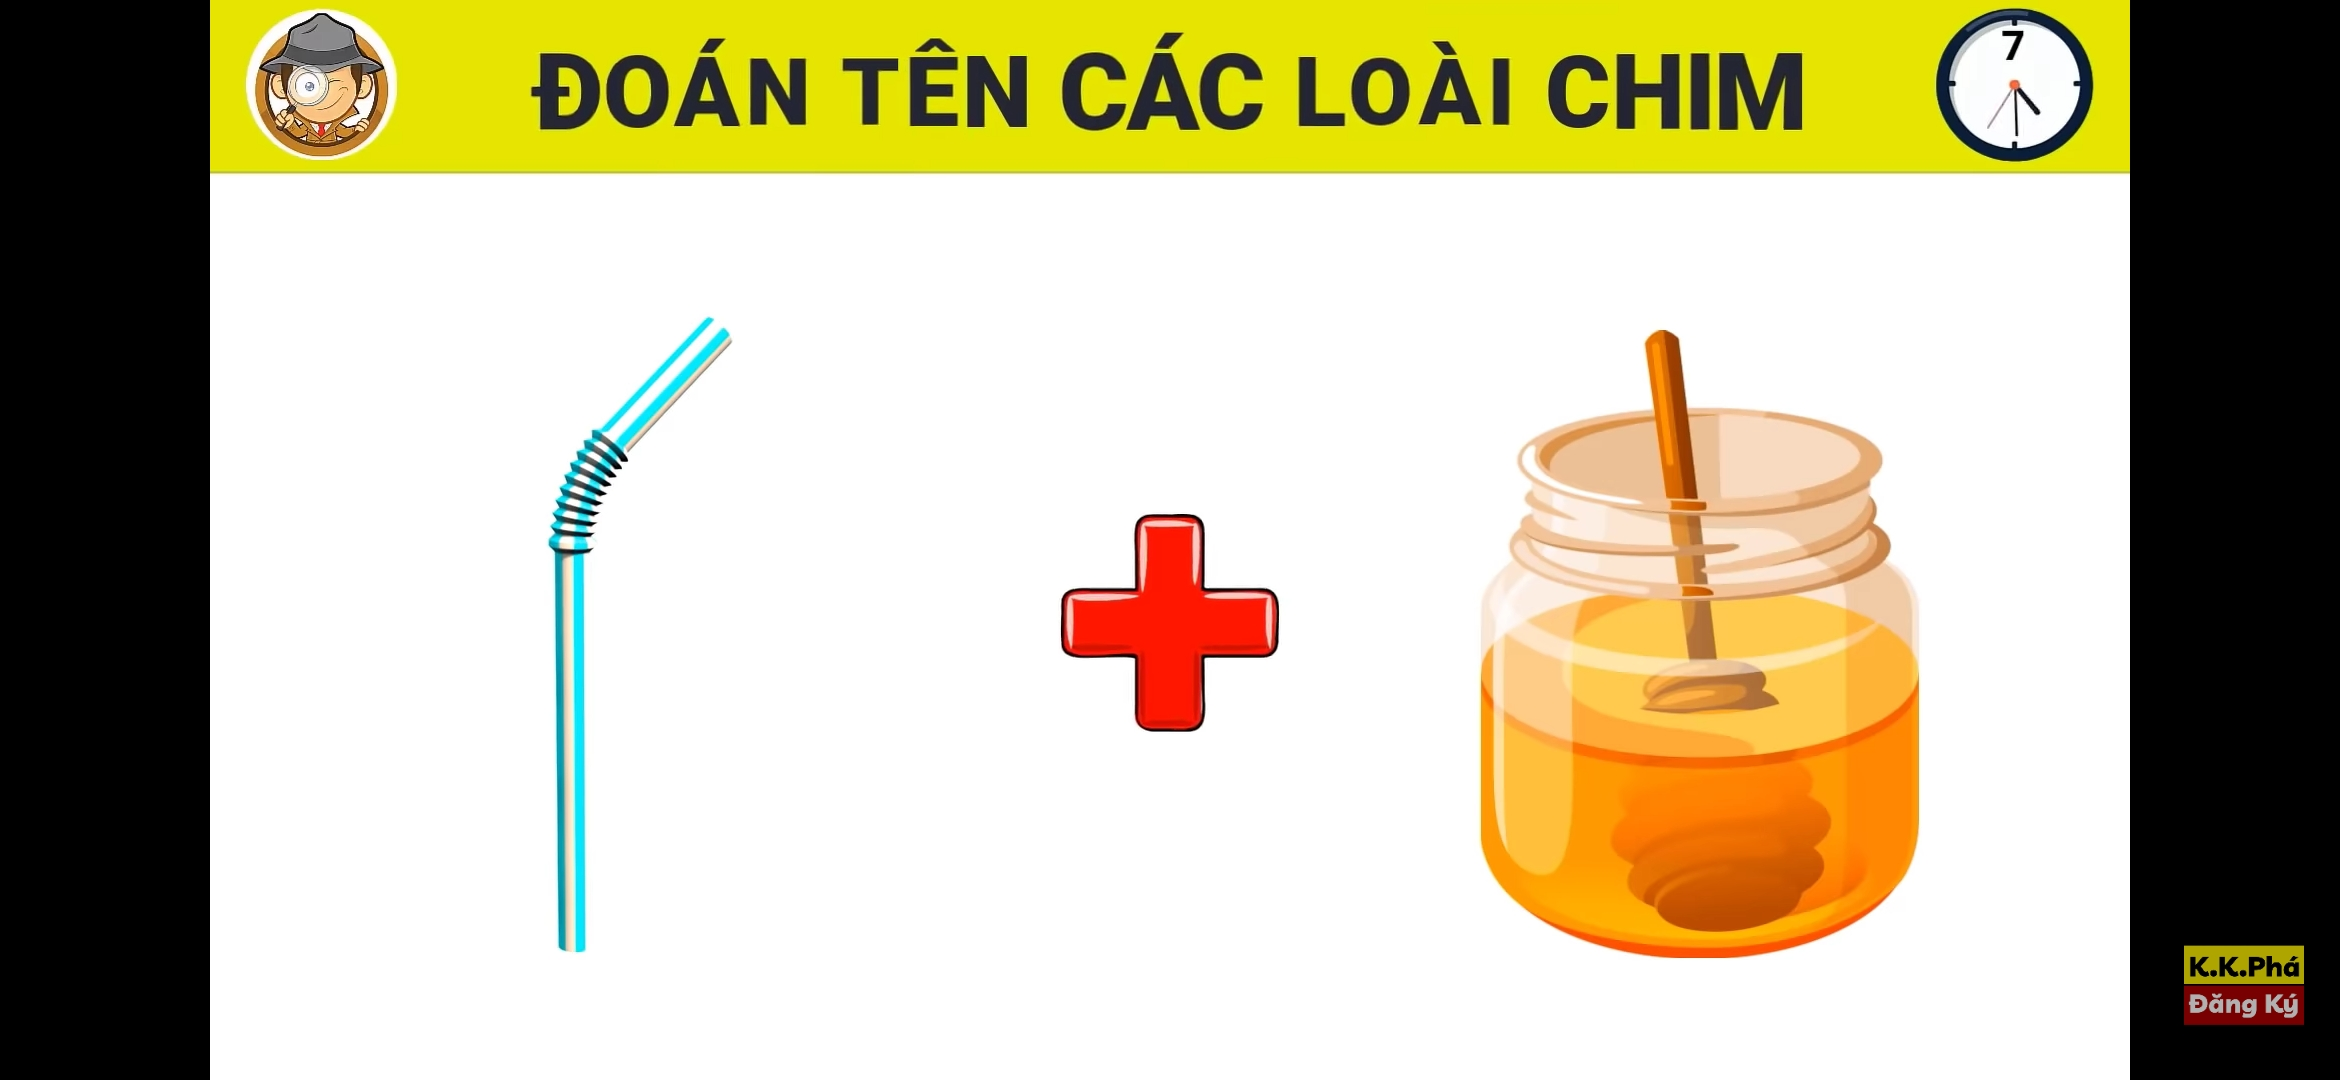 ĐOÁN TÊN CÁC LOÀI CHIM
7
K.K.Phá
Đăng Ký